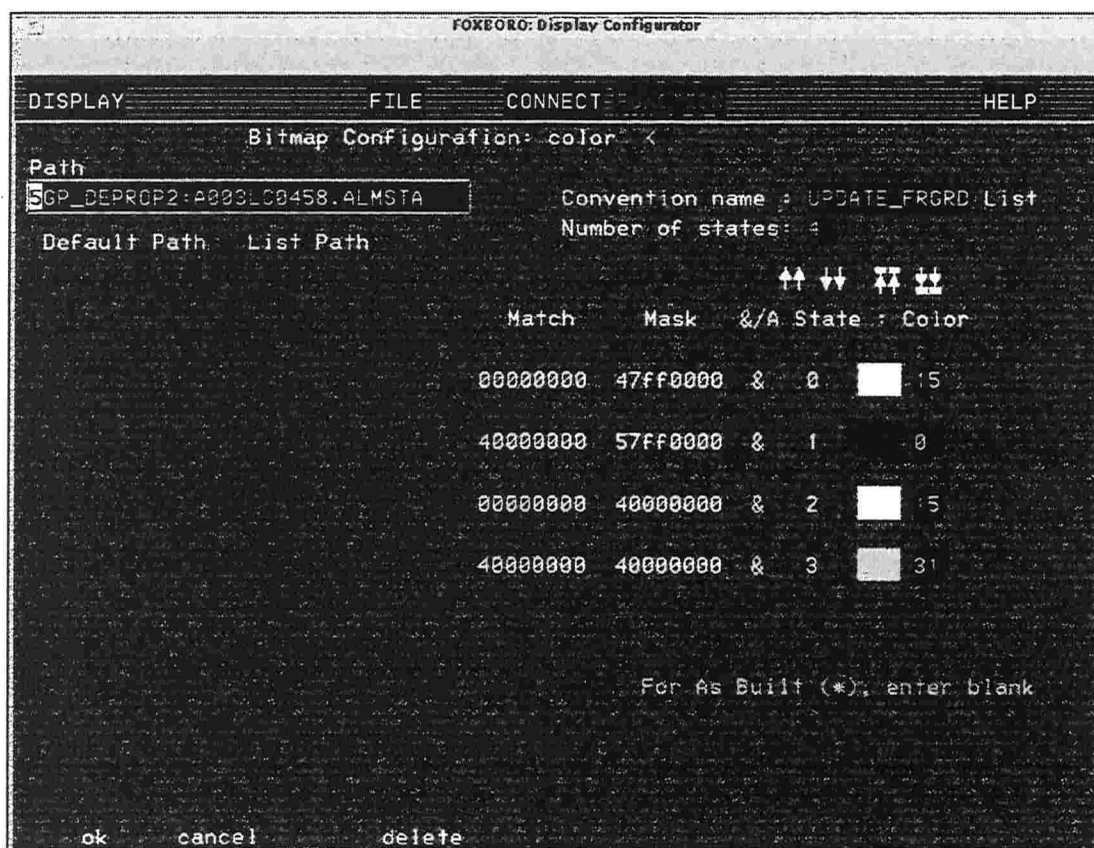 FOXBORO: Display Configurator
DISPLAY FILE CONNECT HELP
Bitmap Configuration: color <
Path
5GP_DEPROP2:A003LC0458.ALMSTA
Convention name : UPDATE_FRGRD List
Default Path List Path
Number of states: 4
Match Mask &/A State : Color
00000000 47ff0000 & 0 15
40000000 57ff0000 & 1 0
00000000 40000000 & 2 15
40000000 40000000 & 3 31
For As Built (*), enter blank
ok cancel delete